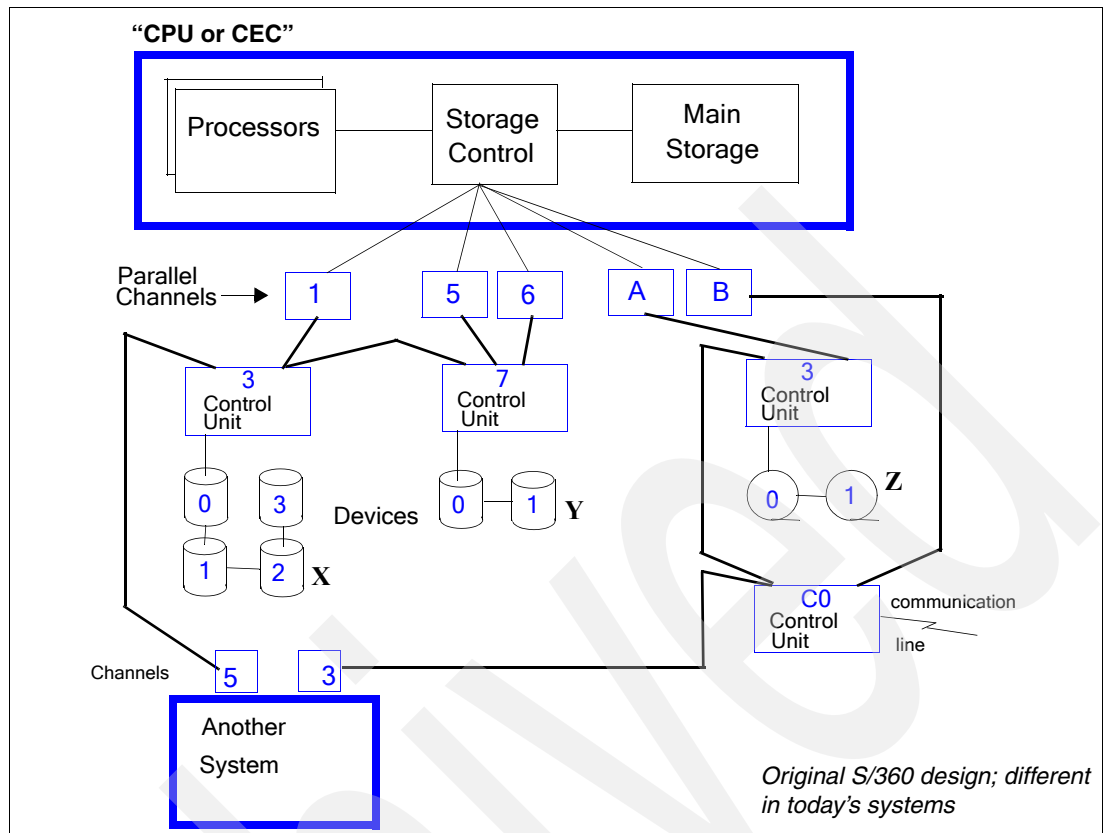 “CPU or CEC”
Processors
Storage
Control
Main
Storage
Parallel
Channels
1
5
6
A
B
3
Control
Unit
7
Control
Unit
3
Control
Unit
0
3
1
2
X
Devices
0
1
Y
0
1
Z
C0
Control
Unit
communication
line
Channels
5
3
Another
System
Original S/360 design; different
in today's systems